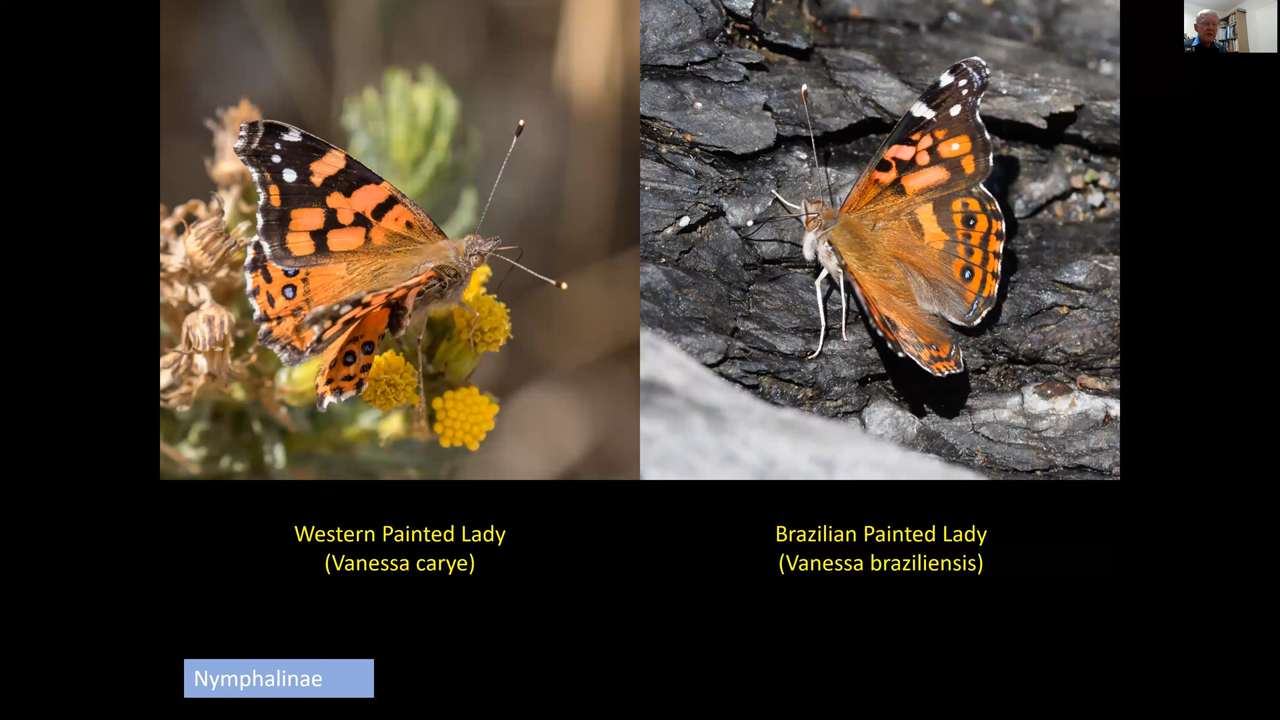 Western Painted Lady
(Vanessa carye)
Brazilian Painted Lady
(Vanessa braziliensis)
Nymphalinae